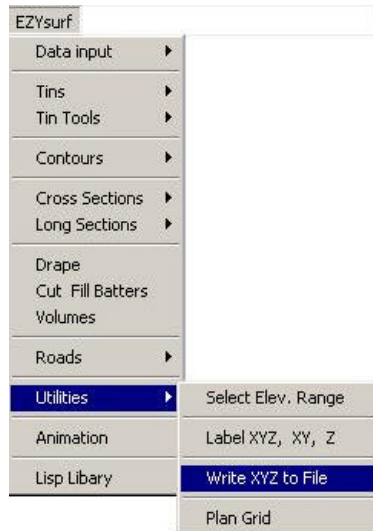 EZYsurf
Data input
Tins
Tin Tools
Contours
Cross Sections
Long Sections
Drape
Cut Fill Batters
Volumes
Roads
Utilities
Animation
Lisp Libary
Select Elev. Range
Label XYZ, XY, Z
Write XYZ to File
Plan Grid